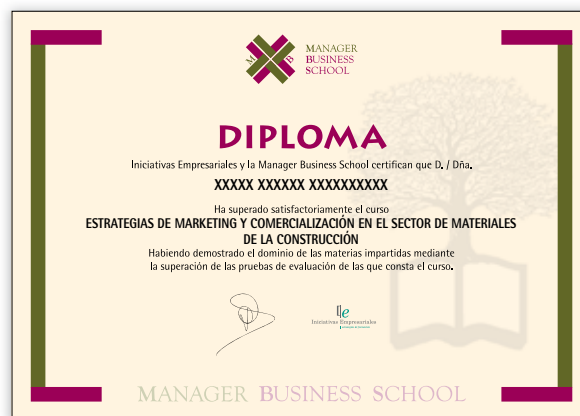 M B
MANAGER
BUSINESS
SCHOOL
DIPLOMA
Iniciativas Empresariales y la Manager Business School certifican que D. / Dña.
XXXXX XXXXXX XXXXXXXXXX
Ha superado satisfactoriamente el curso
ESTRATEGIAS DE MARKETING Y COMERCIALIZACIÓN EN EL SECTOR DE MATERIALES
DE LA CONSTRUCCIÓN
Habiendo demostrado el dominio de las materias impartidas mediante
la superación de las pruebas de evaluación de las que consta el curso.
Iniciativas Empresariales
MANAGER BUSINESS SCHOOL